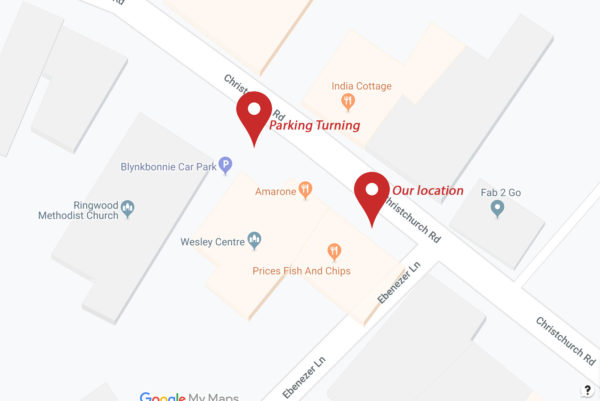 Rd
India Cottage
Christchurch Rd
Parking Turning
Blynkbonnie Car Park
P
Amarone
Our location
Fab 2 Go
Ringwood
Methodist Church
Christchurch Rd
Wesley Centre
Prices Fish And Chips
Ebenezer Ln
Christchurch Rd
Ebenezer Ln
Google My Maps
?